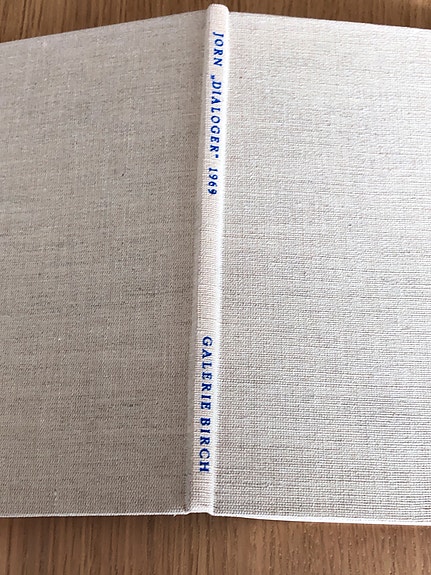 JORN „DIALOGER" 1969
GALERIE BIRCH